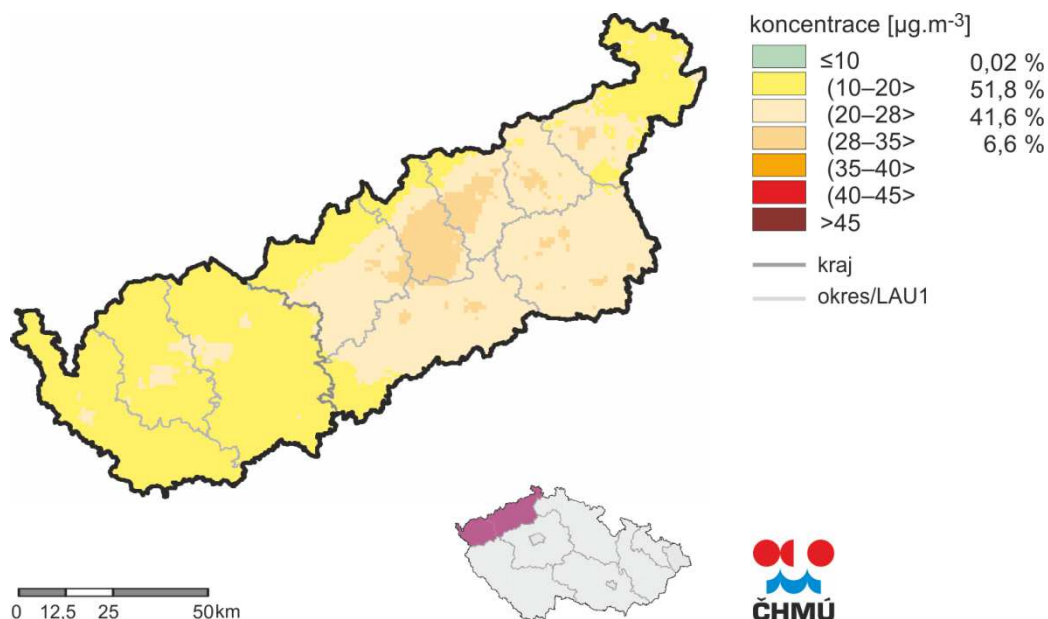 koncentrace [µg.m-3]
≤10 0,02 %
(10–20> 51,8 %
(20–28> 41,6 %
(28–35> 6,6 %
(35–40>
(40–45>
>45
kraj
okres/LAU1
0 12,5 25 50km
ČHMÚ